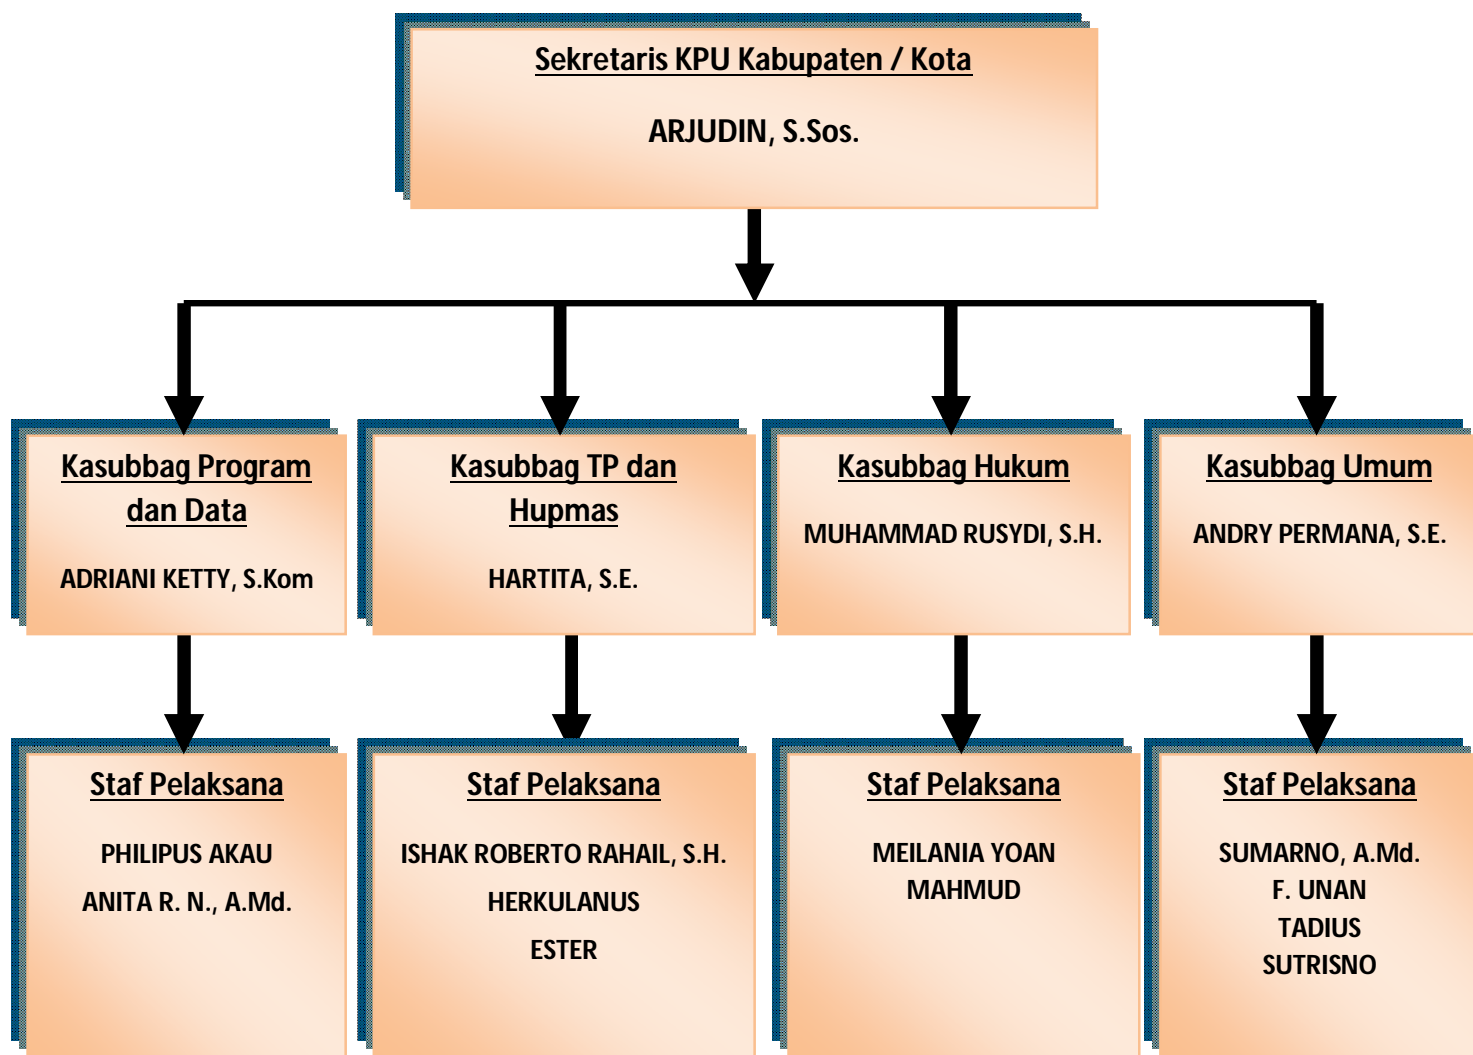 Sekretaris KPU Kabupaten / Kota
ARJUDIN, S.Sos.
Kasubbag Program
dan Data
ADRIANI KETTY, S.Kom
Kasubbag TP dan
Hupmas
HARTITA, S.E.
Kasubbag Hukum
MUHAMMAD RUSYDI, S.H.
Kasubbag Umum
ANDRY PERMANA, S.E.
Staf Pelaksana
PHILIPUS AKAU
ANITA R. N., A.Md.
Staf Pelaksana
ISHAK ROBERTO RAHAIL, S.H.
HERKULANUS
ESTER
Staf Pelaksana
MEILANIA YOAN
MAHMUD
Staf Pelaksana
SUMARNO, A.Md.
F. UNAN
TADIUS
SUTRISNO